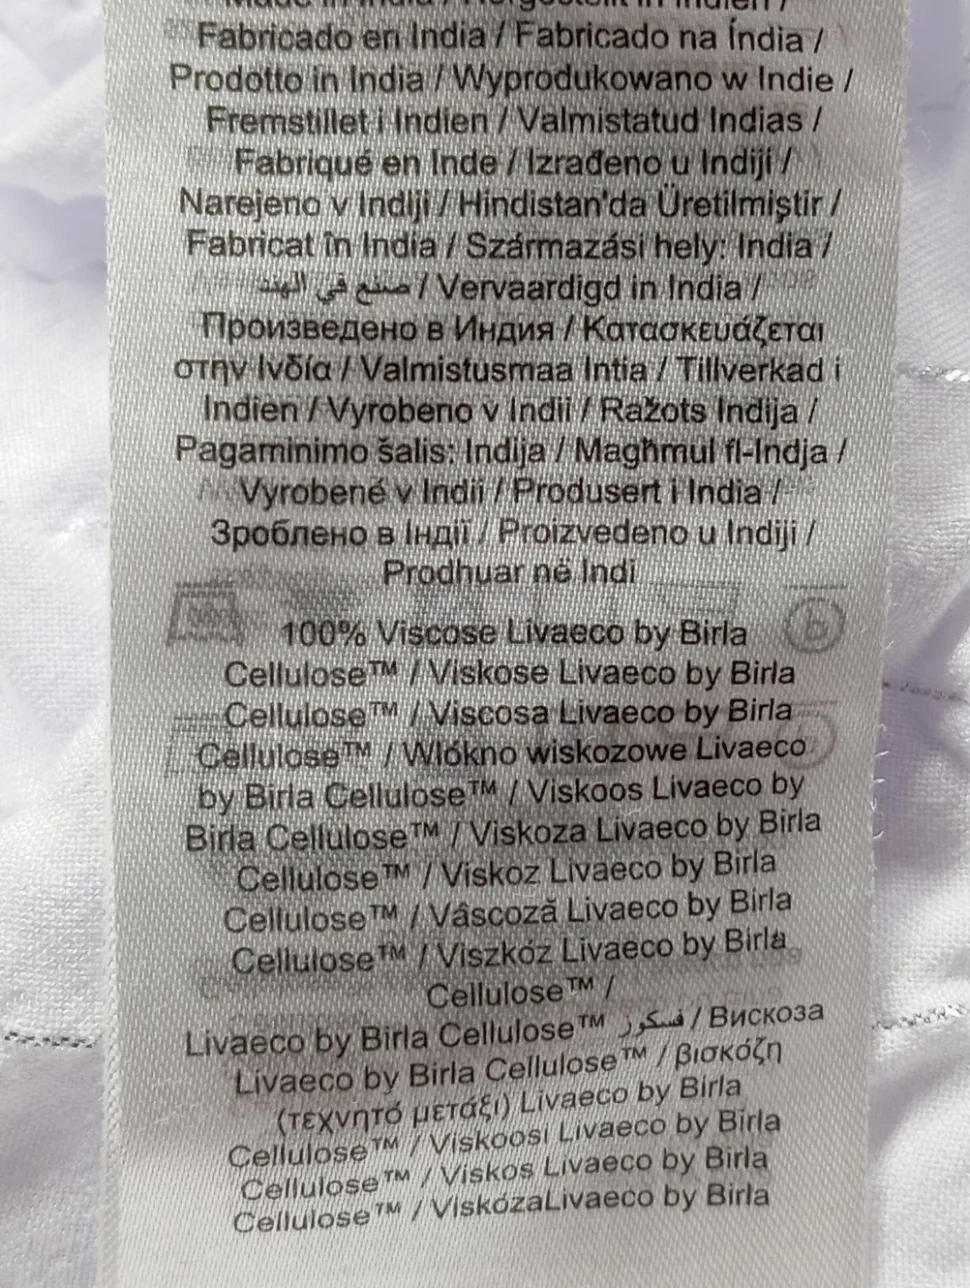 Made in India / Hergestellt in Indien /
Fabricado en India / Fabricado na Índia /
Prodotto in India / Wyprodukowano w Indie /
Fremstillet i Indien / Valmistatud Indias /
Fabriqué en Inde / Izrađeno u Indiji /
Narejeno v Indiji / Hindistan'da Üretilmiştir /
Fabricat în India / Származási hely: India /
صنع في الهند / Vervaardigd in India /
Произведено в Индия / Κατασκευάζεται
στην Ινδία / Valmistusmaa Intia / Tillverkad i
Indien / Vyrobeno v Indii / Ražots Indija /
Pagaminimo šalis: Indija / Magħmul fl-Indja /
Vyrobené v Indii / Produsert i India /
Зроблено в Індії / Proizvedeno u Indiji /
Prodhuar në Indi
100% Viscose Livaeco by Birla
Cellulose™ / Viskose Livaeco by Birla
Cellulose™ / Viscosa Livaeco by Birla
Cellulose™ / Wlókno wiskozowe Livaeco
by Birla Cellulose™ / Viskoos Livaeco by
Birla Cellulose™ / Viskoza Livaeco by Birla
Cellulose™ / Viskoz Livaeco by Birla
Cellulose™ / Vâscoză Livaeco by Birla
Cellulose™ / Viszkóz Livaeco by Birla
Cellulose™ /
Livaeco by Birla Cellulose™ فسكوز / Вискоза
Livaeco by Birla Cellulose™ / βισκόζη
(τεχνητό μετάξι) Livaeco by Birla
Cellulose™ / Viskoosi Livaeco by Birla
Cellulose™ / Viskos Livaeco by Birla
Cellulose™ / ViskózaLivaeco by Birla